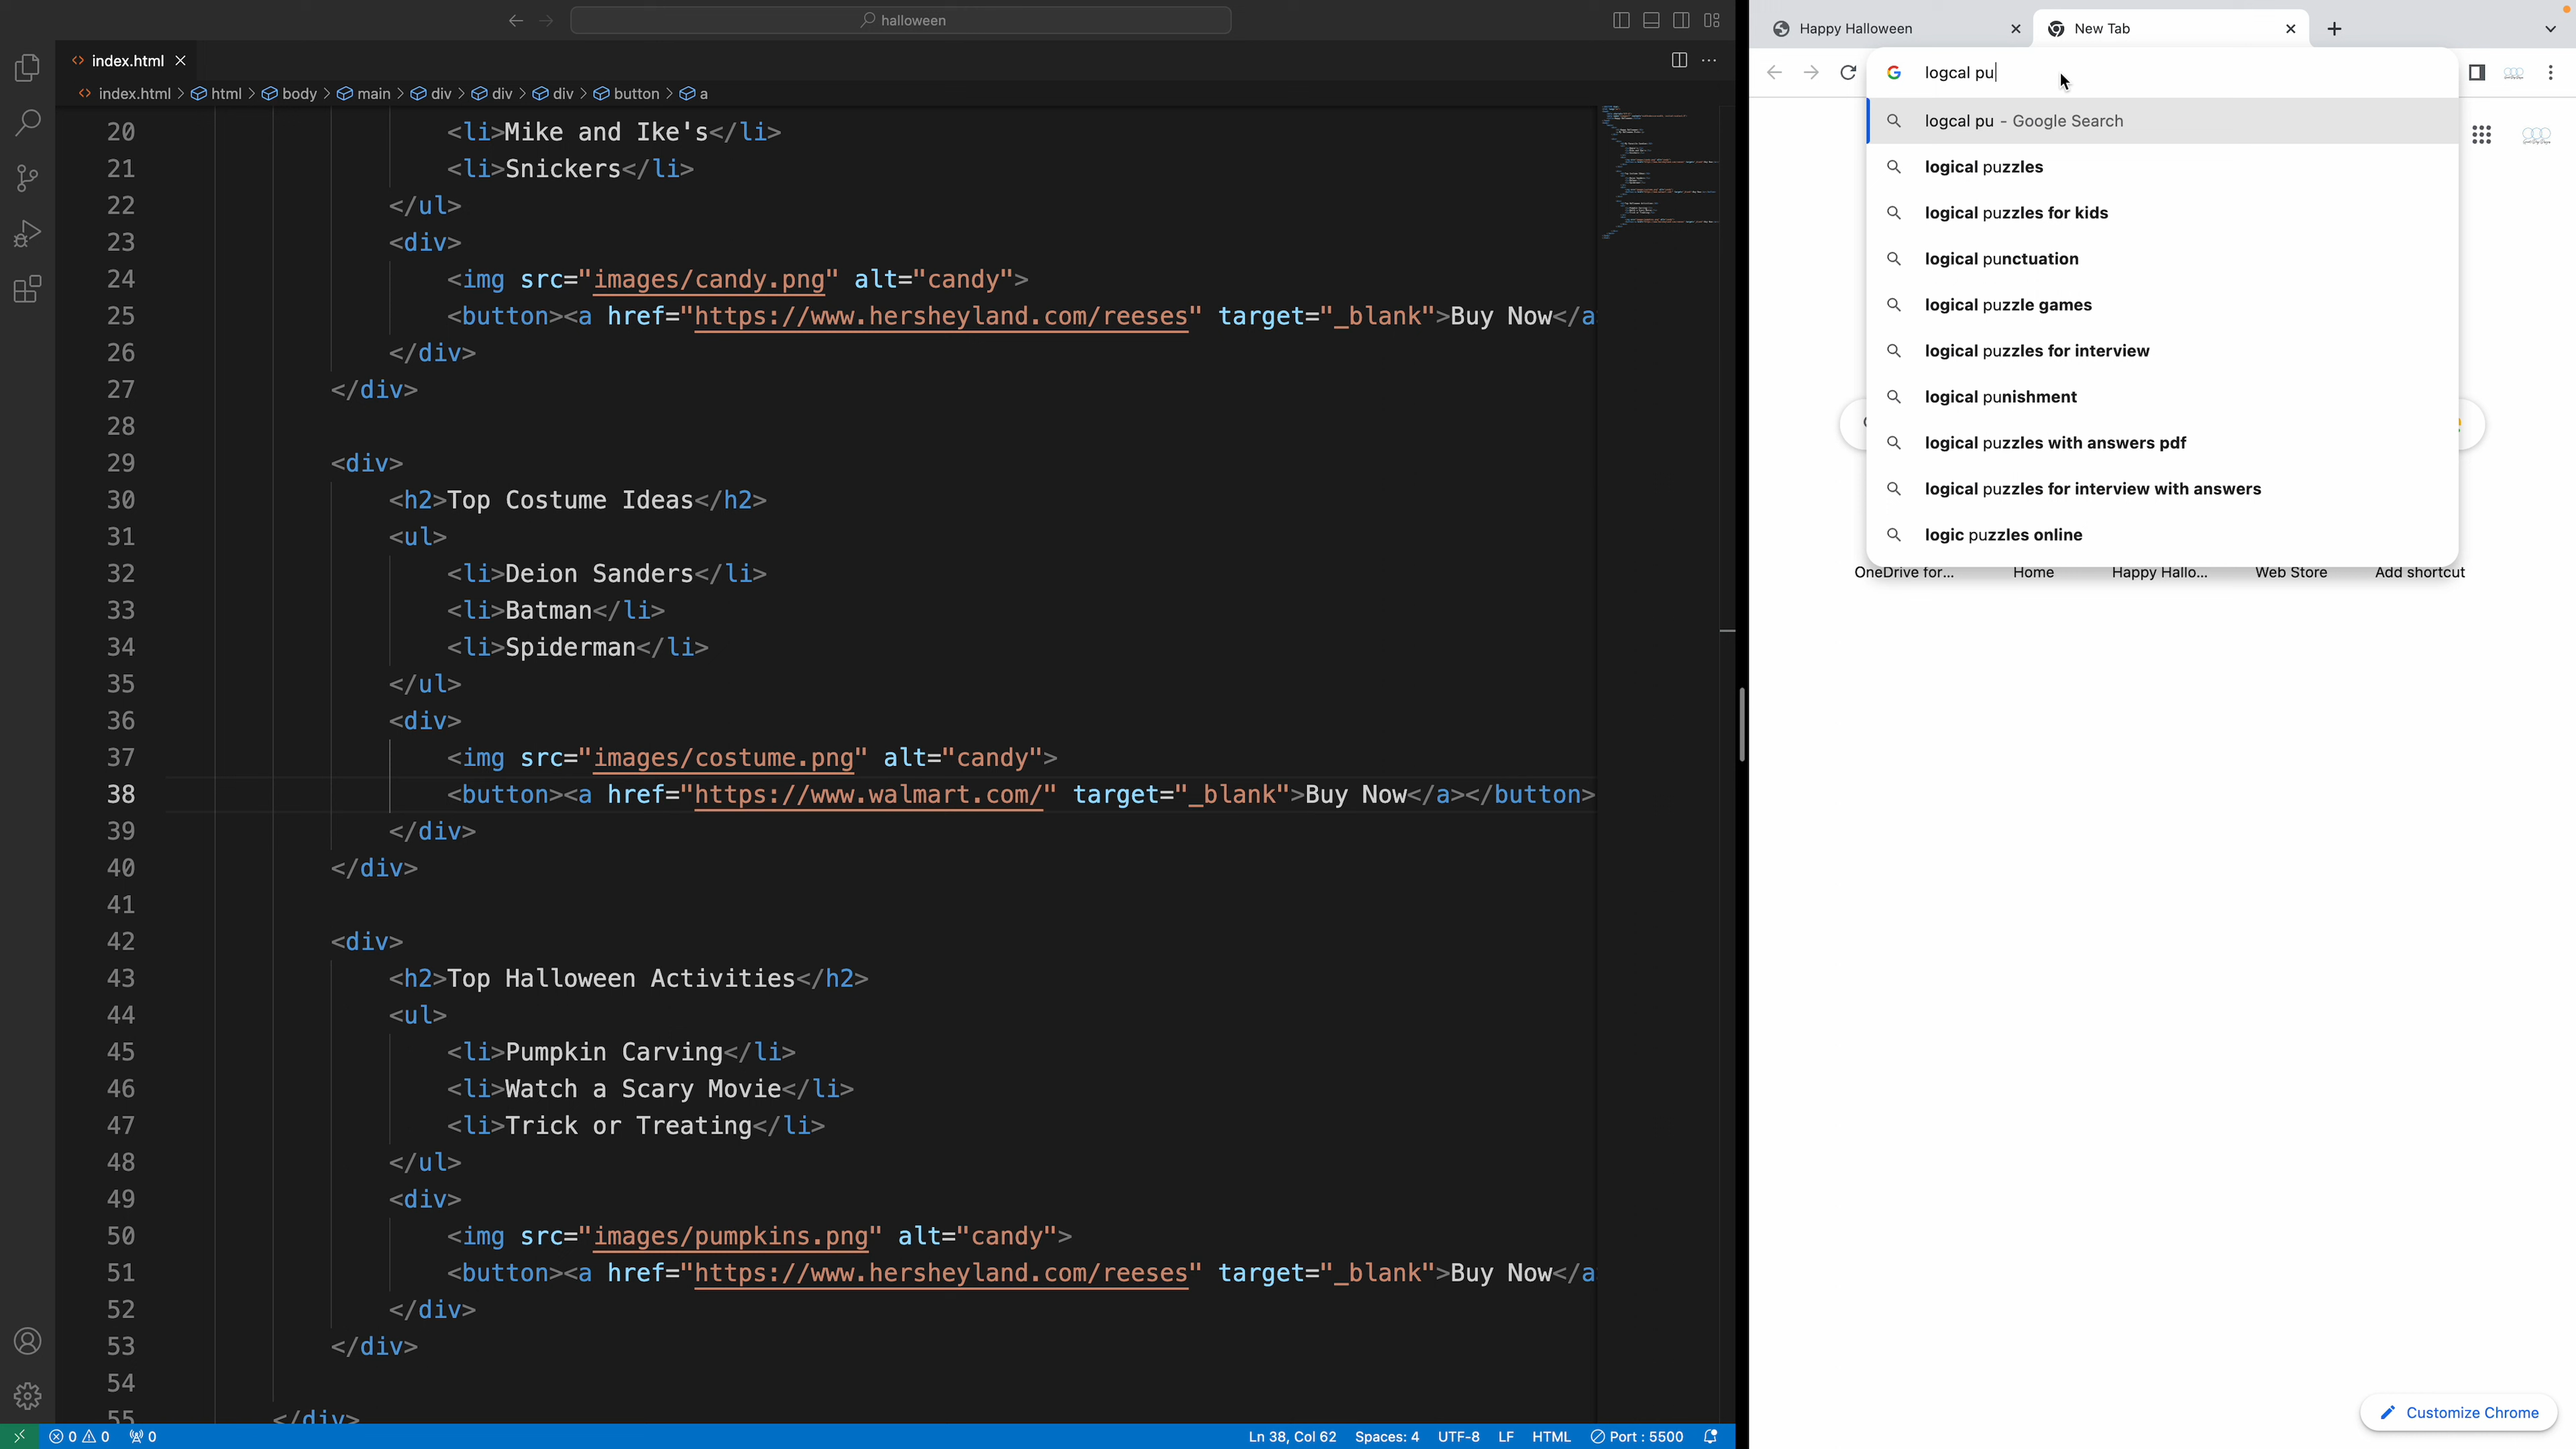 halloween
index.html
index.html > html > body > main > div > div > div > button > a
20 <li>Mike and Ike's</li>
21 <li>Snickers</li>
22 </ul>
23 <div>
24 <img src="images/candy.png" alt="candy">
25 <button><a href="https://www.hersheyland.com/reeses" target="_blank">Buy Now</a
26 </div>
27 </div>
28
29 <div>
30 <h2>Top Costume Ideas</h2>
31 <ul>
32 <li>Deion Sanders</li>
33 <li>Batman</li>
34 <li>Spiderman</li>
35 </ul>
36 <div>
37 <img src="images/costume.png" alt="candy">
38 <button><a href="https://www.walmart.com/" target="_blank">Buy Now</a></button>
39 </div>
40 </div>
41
42 <div>
43 <h2>Top Halloween Activities</h2>
44 <ul>
45 <li>Pumpkin Carving</li>
46 <li>Watch a Scary Movie</li>
47 <li>Trick or Treating</li>
48 </ul>
49 <div>
50 <img src="images/pumpkins.png" alt="candy">
51 <button><a href="https://www.hersheyland.com/reeses" target="_blank">Buy Now</a
52 </div>
53 </div>
54
55 </div>
0 0 0 Ln 38, Col 62 Spaces: 4 UTF-8 LF HTML Port : 5500
Happy Halloween New Tab
logcal pu
logcal pu - Google Search
logical puzzles
logical puzzles for kids
logical punctuation
logical puzzle games
logical puzzles for interview
logical punishment
logical puzzles with answers pdf
logical puzzles for interview with answers
logic puzzles online
OneDrive for... Home Happy Hallo... Web Store Add shortcut
Customize Chrome